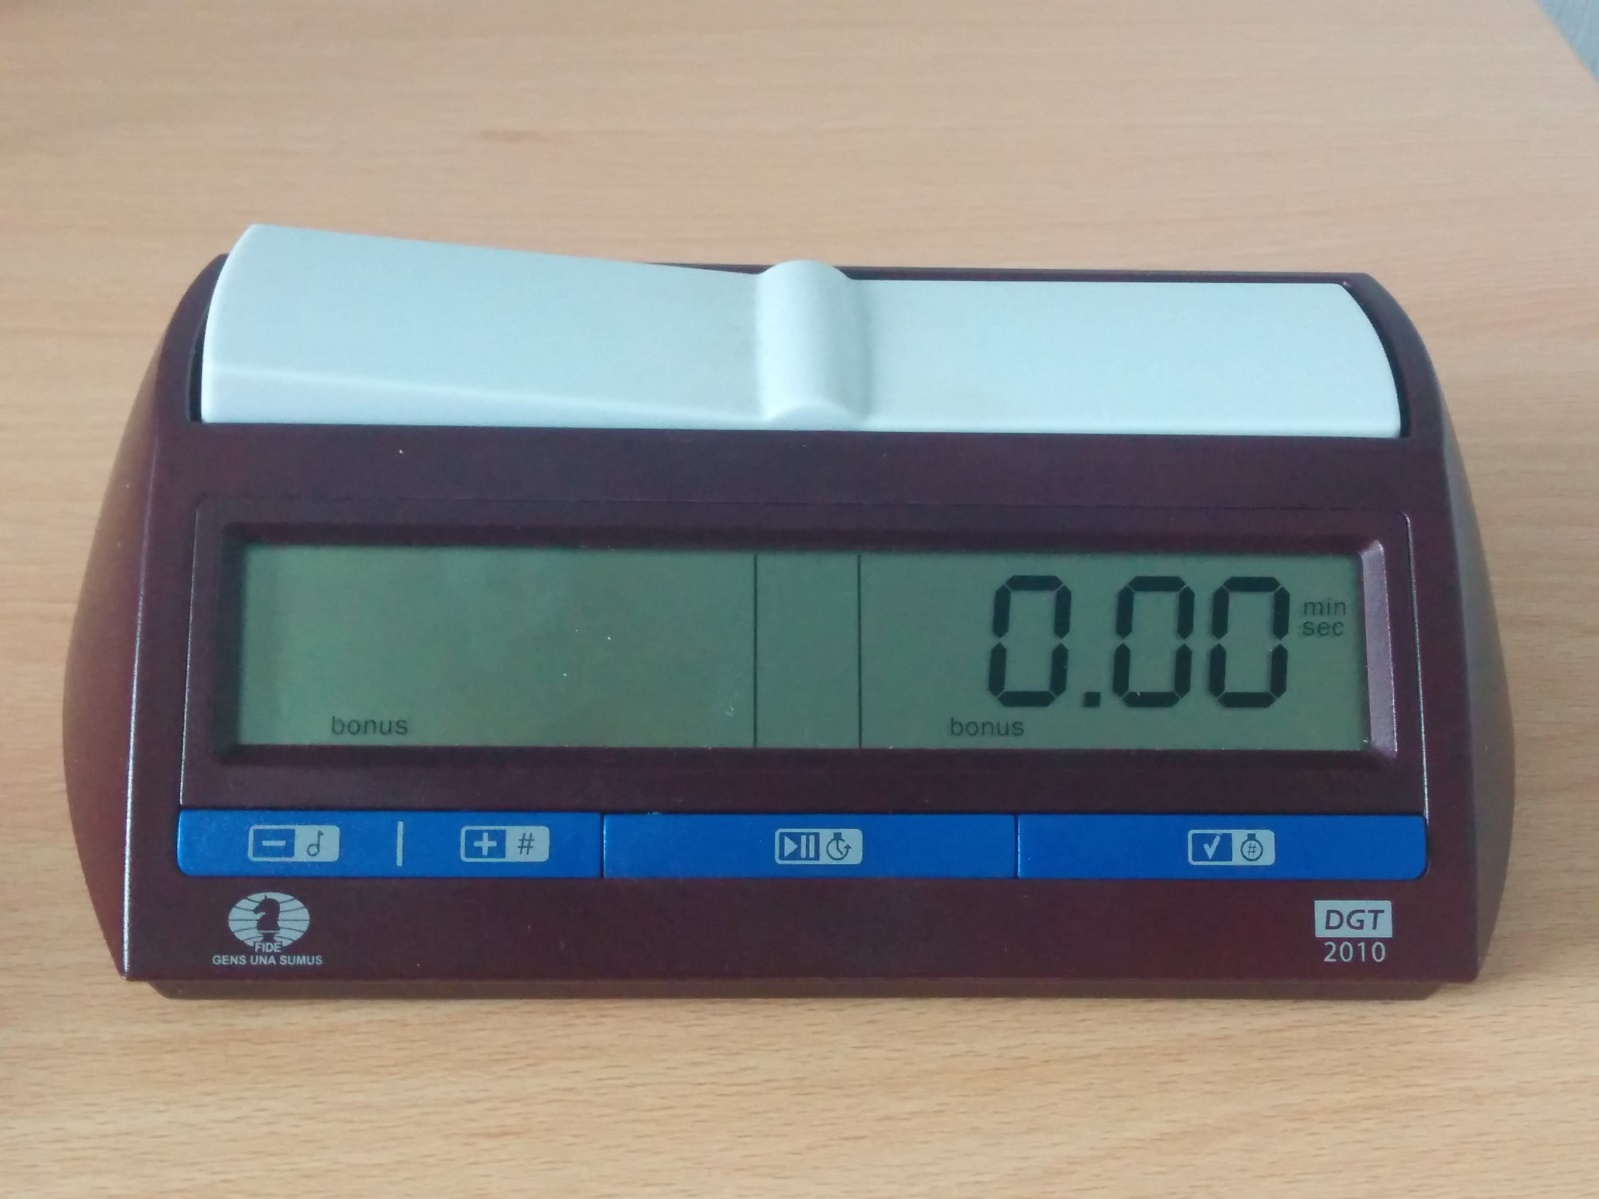 0.00
min
sec
bonus
bonus
#
#
FIDE
GENS UNA SUMUS
DGT
2010